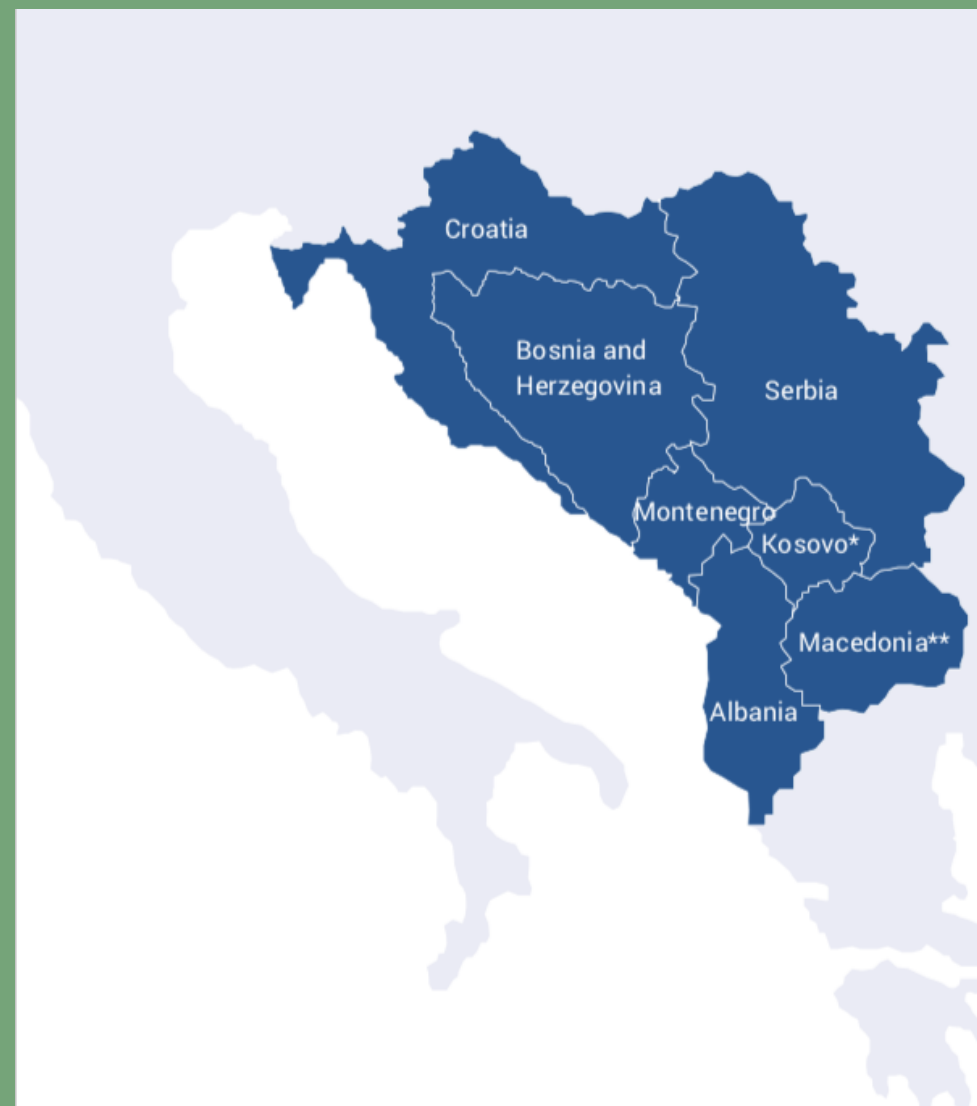 Croatia
Bosnia and
Herzegovina
Serbia
Montenegro
Kosovo*
Macedonia**
Albania